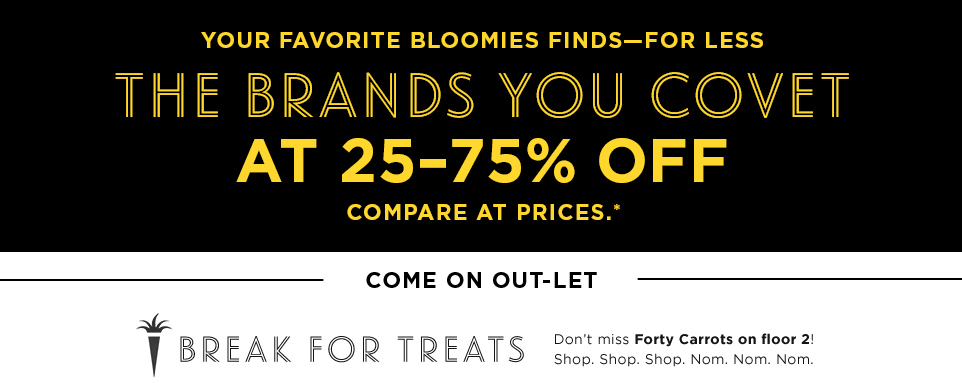 YOUR FAVORITE BLOOMIES FINDS—FOR LESS
THE BRANDS YOU COVET
AT 25–75% OFF
COMPARE AT PRICES.*
COME ON OUT-LET
BREAK FOR TREATS
Don't miss Forty Carrots on floor 2!
Shop. Shop. Shop. Nom. Nom. Nom.